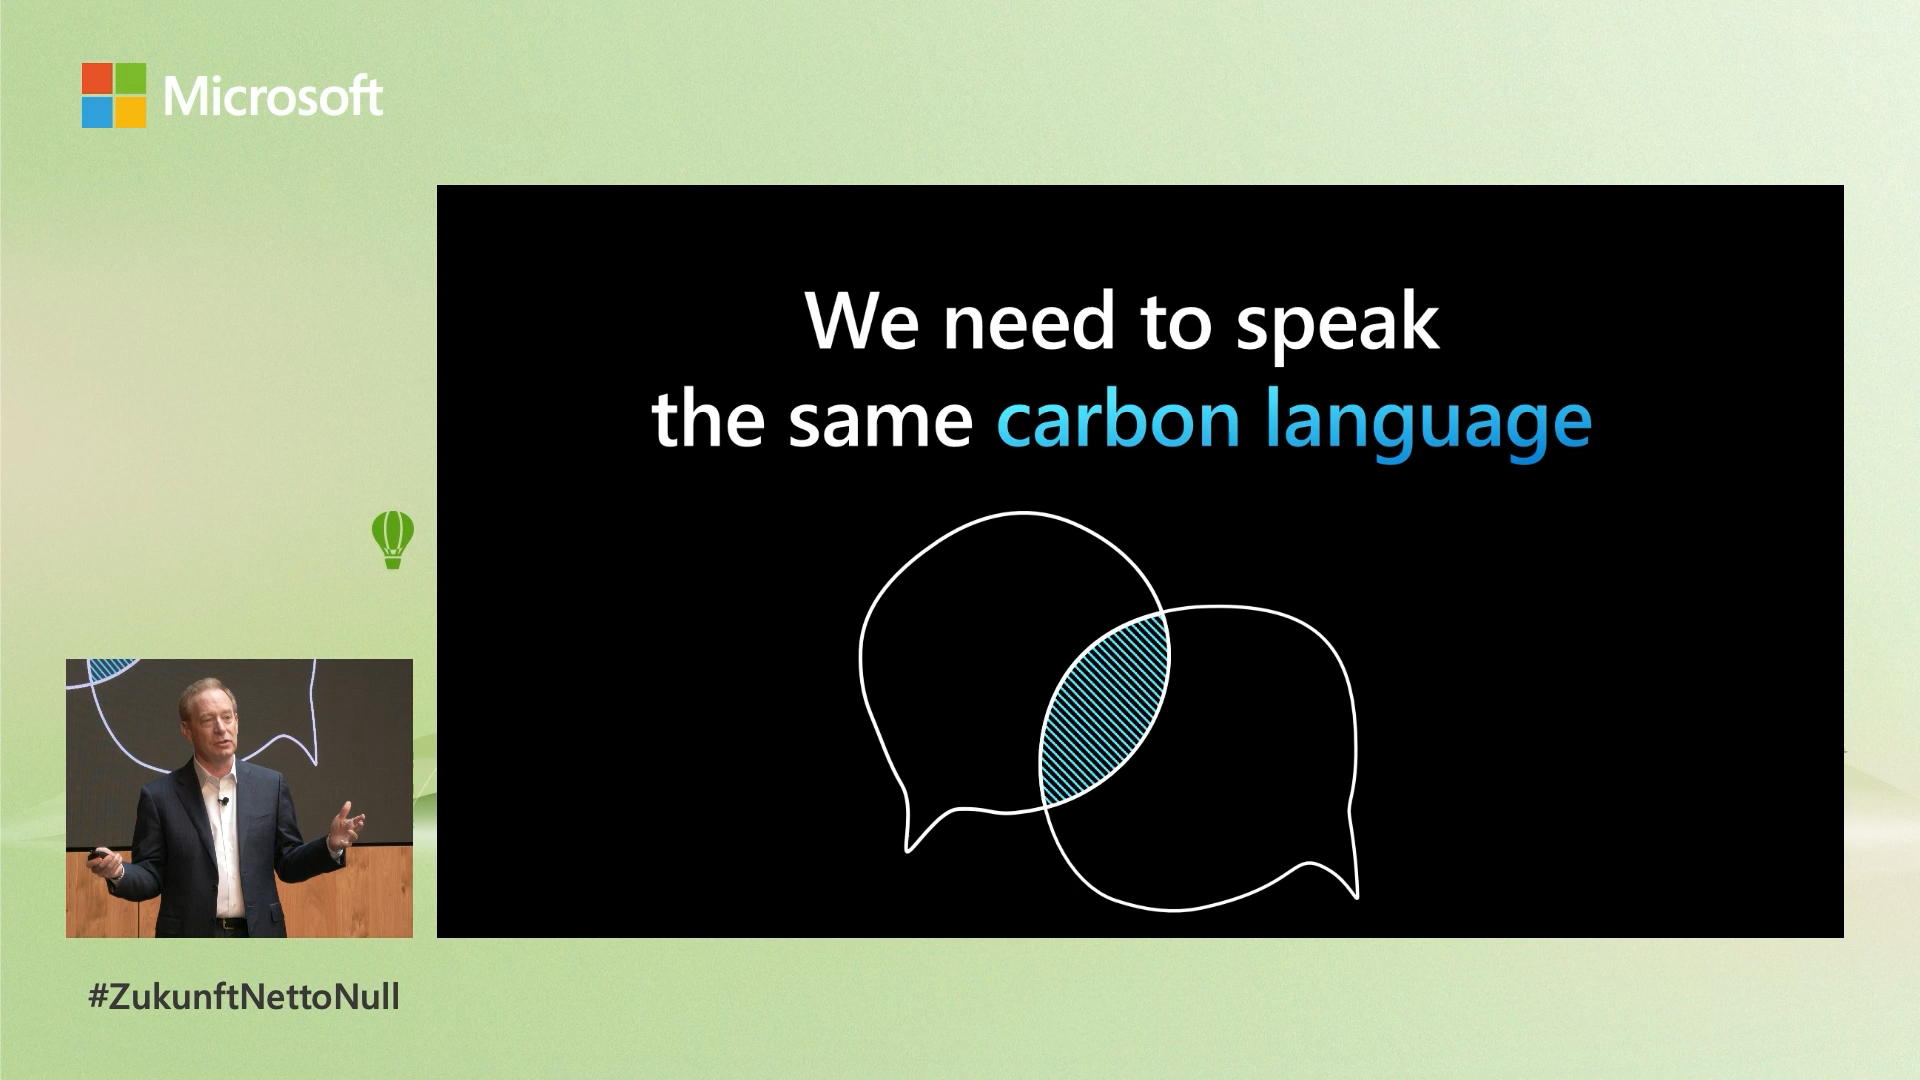 Microsoft
We need to speak
the same carbon language
#ZukunftNettoNull